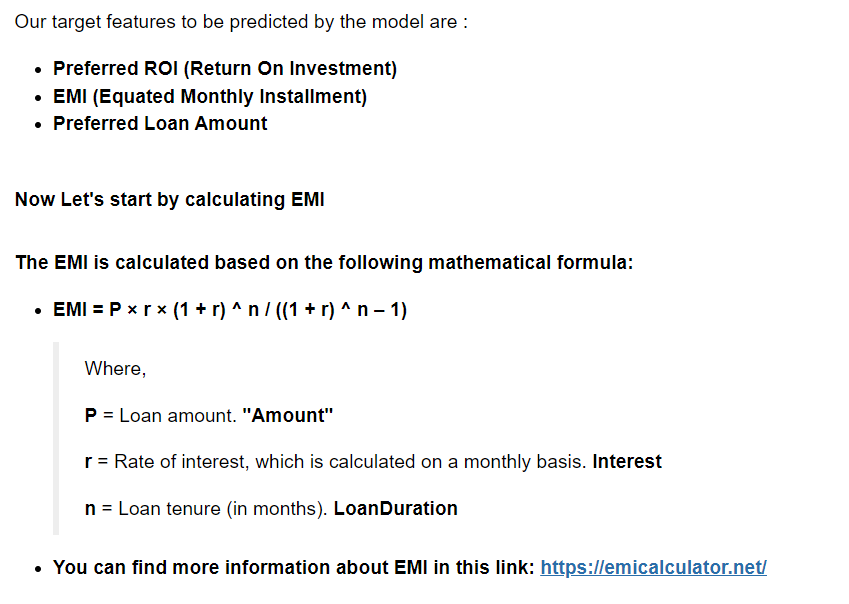 Our target features to be predicted by the model are :
• Preferred ROI (Return On Investment)
• EMI (Equated Monthly Installment)
• Preferred Loan Amount
Now Let's start by calculating EMI
The EMI is calculated based on the following mathematical formula:
• EMI = P × r × (1 + r) ^ n / ((1 + r) ^ n – 1)
Where,
P = Loan amount. "Amount"
r = Rate of interest, which is calculated on a monthly basis. Interest
n = Loan tenure (in months). LoanDuration
• You can find more information about EMI in this link: https://emicalculator.net/